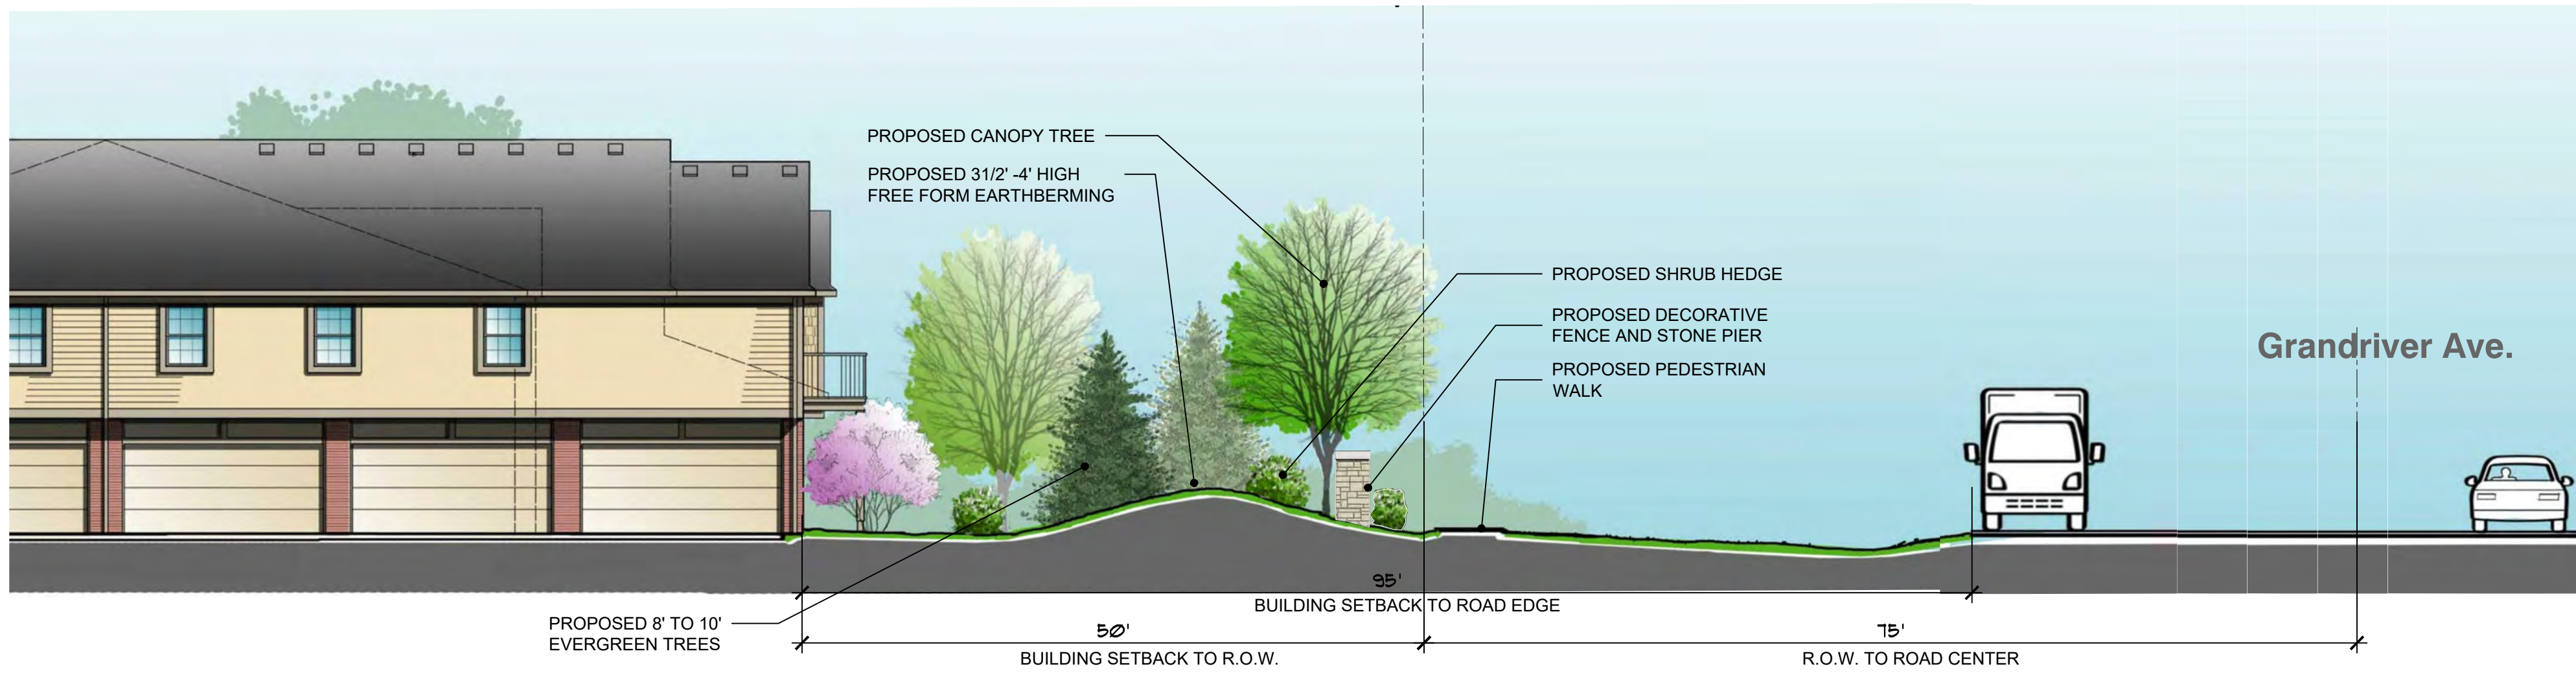 PROPOSED CANOPY TREE
PROPOSED 31/2' -4' HIGH
FREE FORM EARTHBERMING
PROPOSED SHRUB HEDGE
PROPOSED DECORATIVE
FENCE AND STONE PIER
PROPOSED PEDESTRIAN
WALK
Grandriver Ave.
95'
BUILDING SETBACK TO ROAD EDGE
PROPOSED 8' TO 10'
EVERGREEN TREES
50'
BUILDING SETBACK TO R.O.W.
75'
R.O.W. TO ROAD CENTER